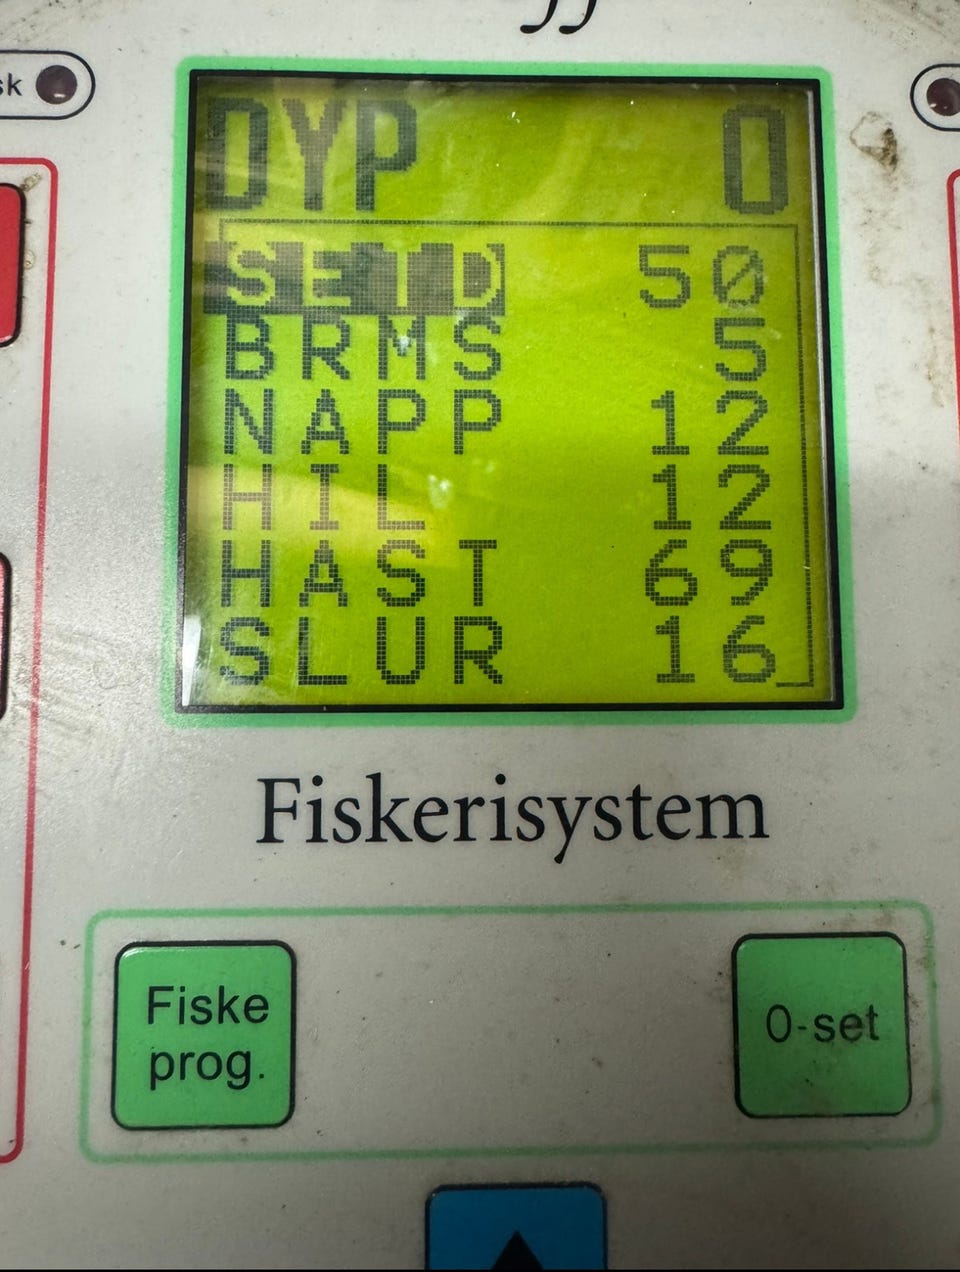 sk
DYP 0
SETD 50
BRMS 5
NAPP 12
HIL 12
HAST 69
SLUR 16
Fiskerisystem
Fiske
prog.
0-set